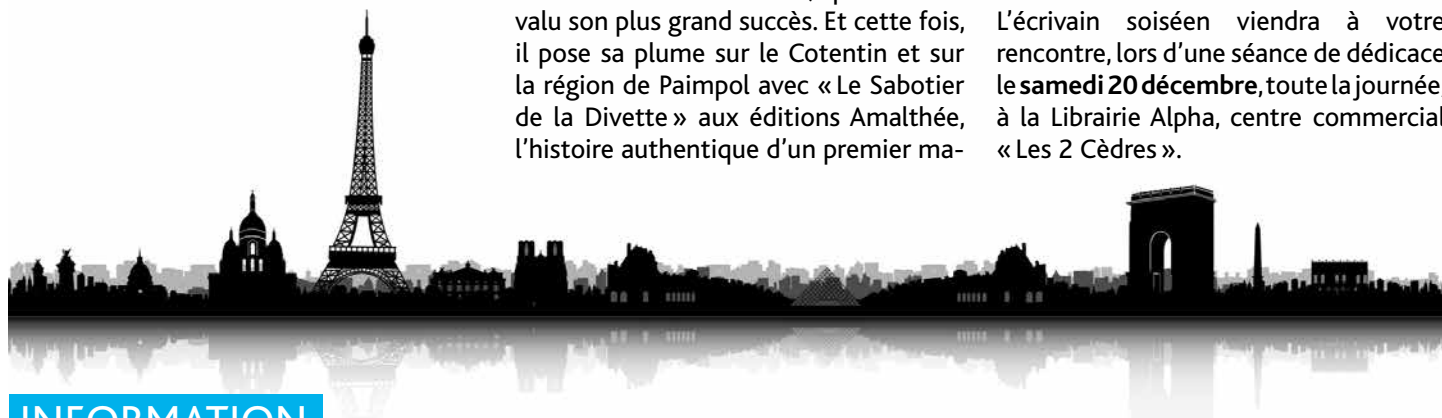 valu son plus grand succès. Et cette fois,
il pose sa plume sur le Cotentin et sur
la région de Paimpol avec « Le Sabotier
de la Divette » aux éditions Amalthée,
l'histoire authentique d'un premier ma-
L'écrivain soiséen viendra à votre
rencontre, lors d'une séance de dédicace
le samedi 20 décembre, toute la journée,
à la Librairie Alpha, centre commercial
« Les 2 Cèdres ».
INFORMATION